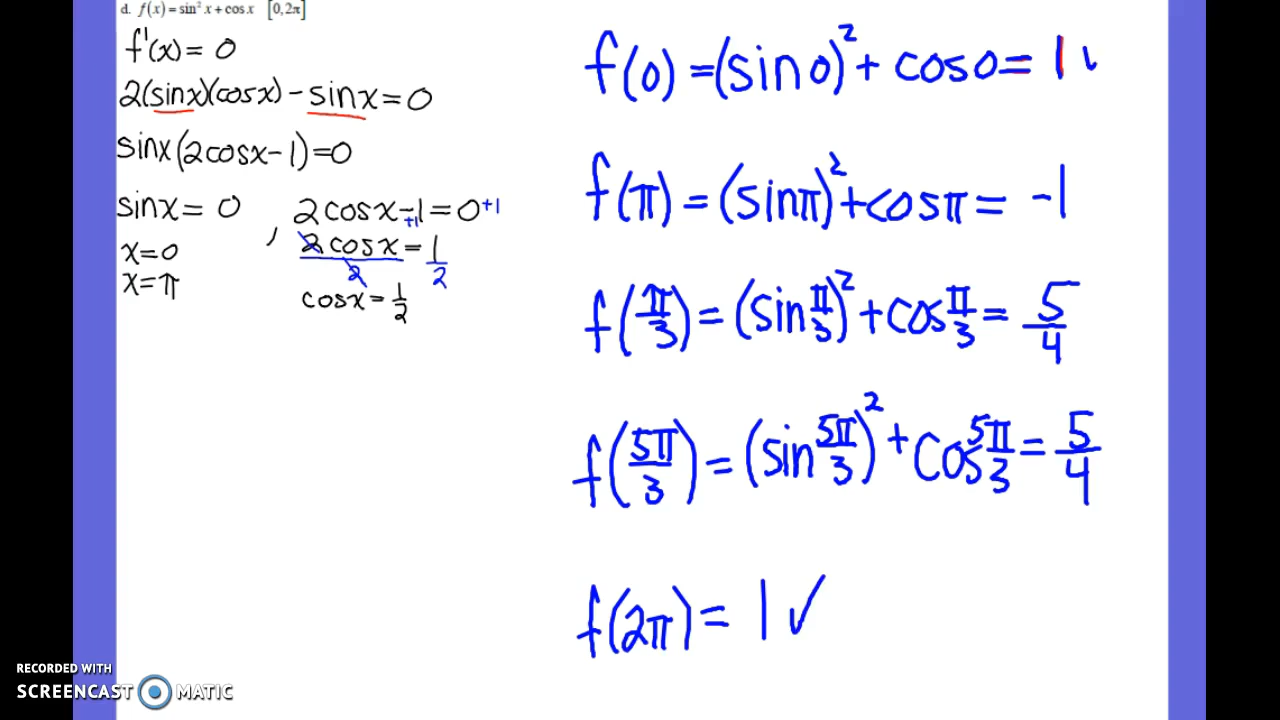 d. f(x) = sin² x + cos x [0, 2π]
f'(x) = 0
2(sinx)(cosx) - sinx = 0
sinx(2cosx - 1) = 0
sinx = 0 , 2cosx - 1 = 0 +1
+1
x = 0
x = π
2cosx = 1
2 2
cosx = 1/2
f(0) = (sin0)² + cos0 = 1 ✓
f(π) = (sinπ)² + cosπ = -1
f(π/3) = (sin π/3)² + cos π/3 = 5/4
f(5π/3) = (sin 5π/3)² + cos 5π/3 = 5/4
f(2π) = 1 ✓
RECORDED WITH
SCREENCAST MATIC